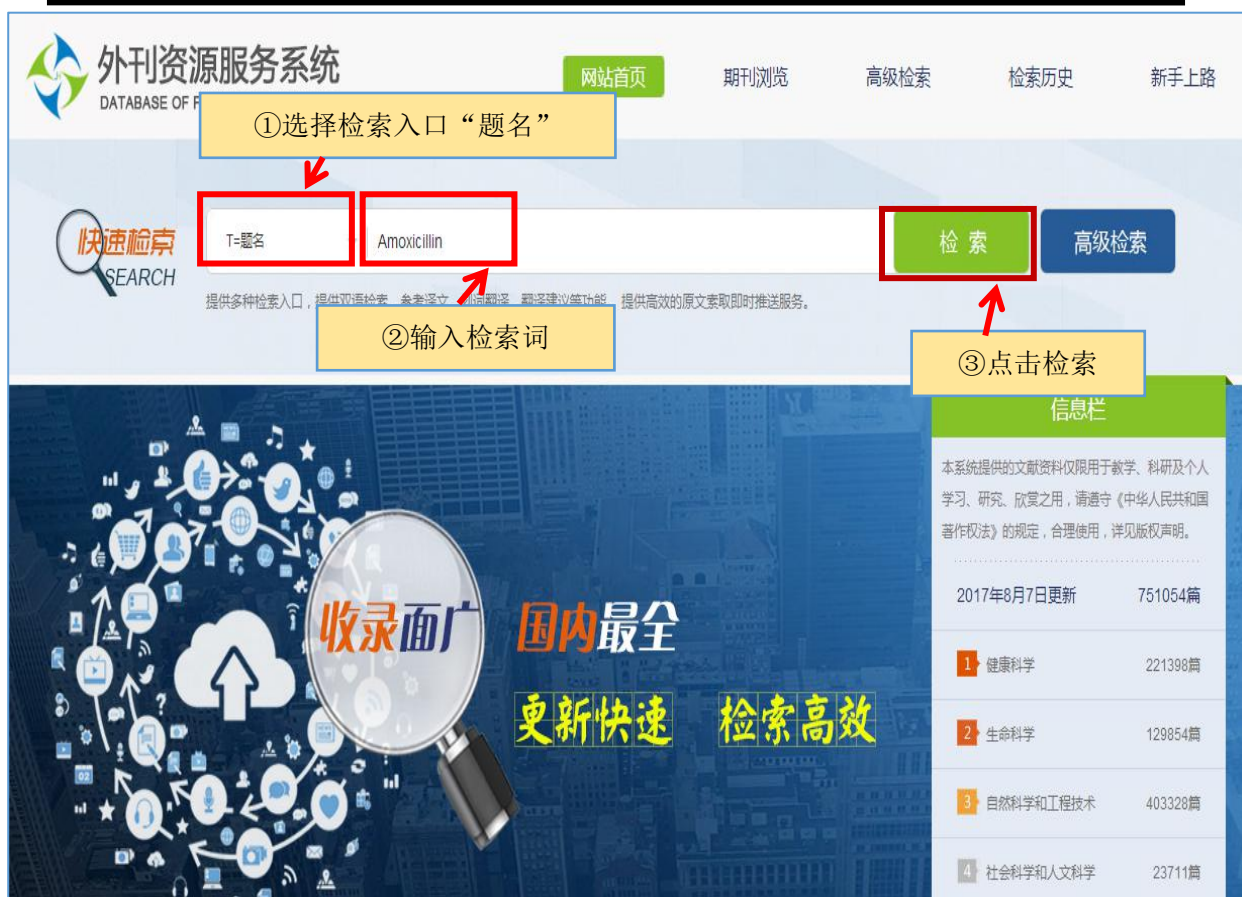 外刊资源服务系统
DATABASE OF F
网站首页 期刊浏览 高级检索 检索历史 新手上路
①选择检索入口“题名”
快速检索
SEARCH
T=题名 Amoxicillin 检 索 高级检索
提供多种检索入口，提供双语检索、参考译文、 翻译建议等功能，提供高效的原文索取即时推送服务。
②输入检索词
③点击检索
信息栏
本系统提供的文献资料仅限用于教学、科研及个人
学习、研究、欣赏之用，请遵守《中华人民共和国
著作权法》的规定，合理使用，详见版权声明。
2017年8月7日更新 751054篇
1 健康科学 221398篇
2 生命科学 129854篇
3 自然科学和工程技术 403328篇
4 社会科学和人文科学 23711篇
收录面广 国内最全
更新快速 检索高效
02